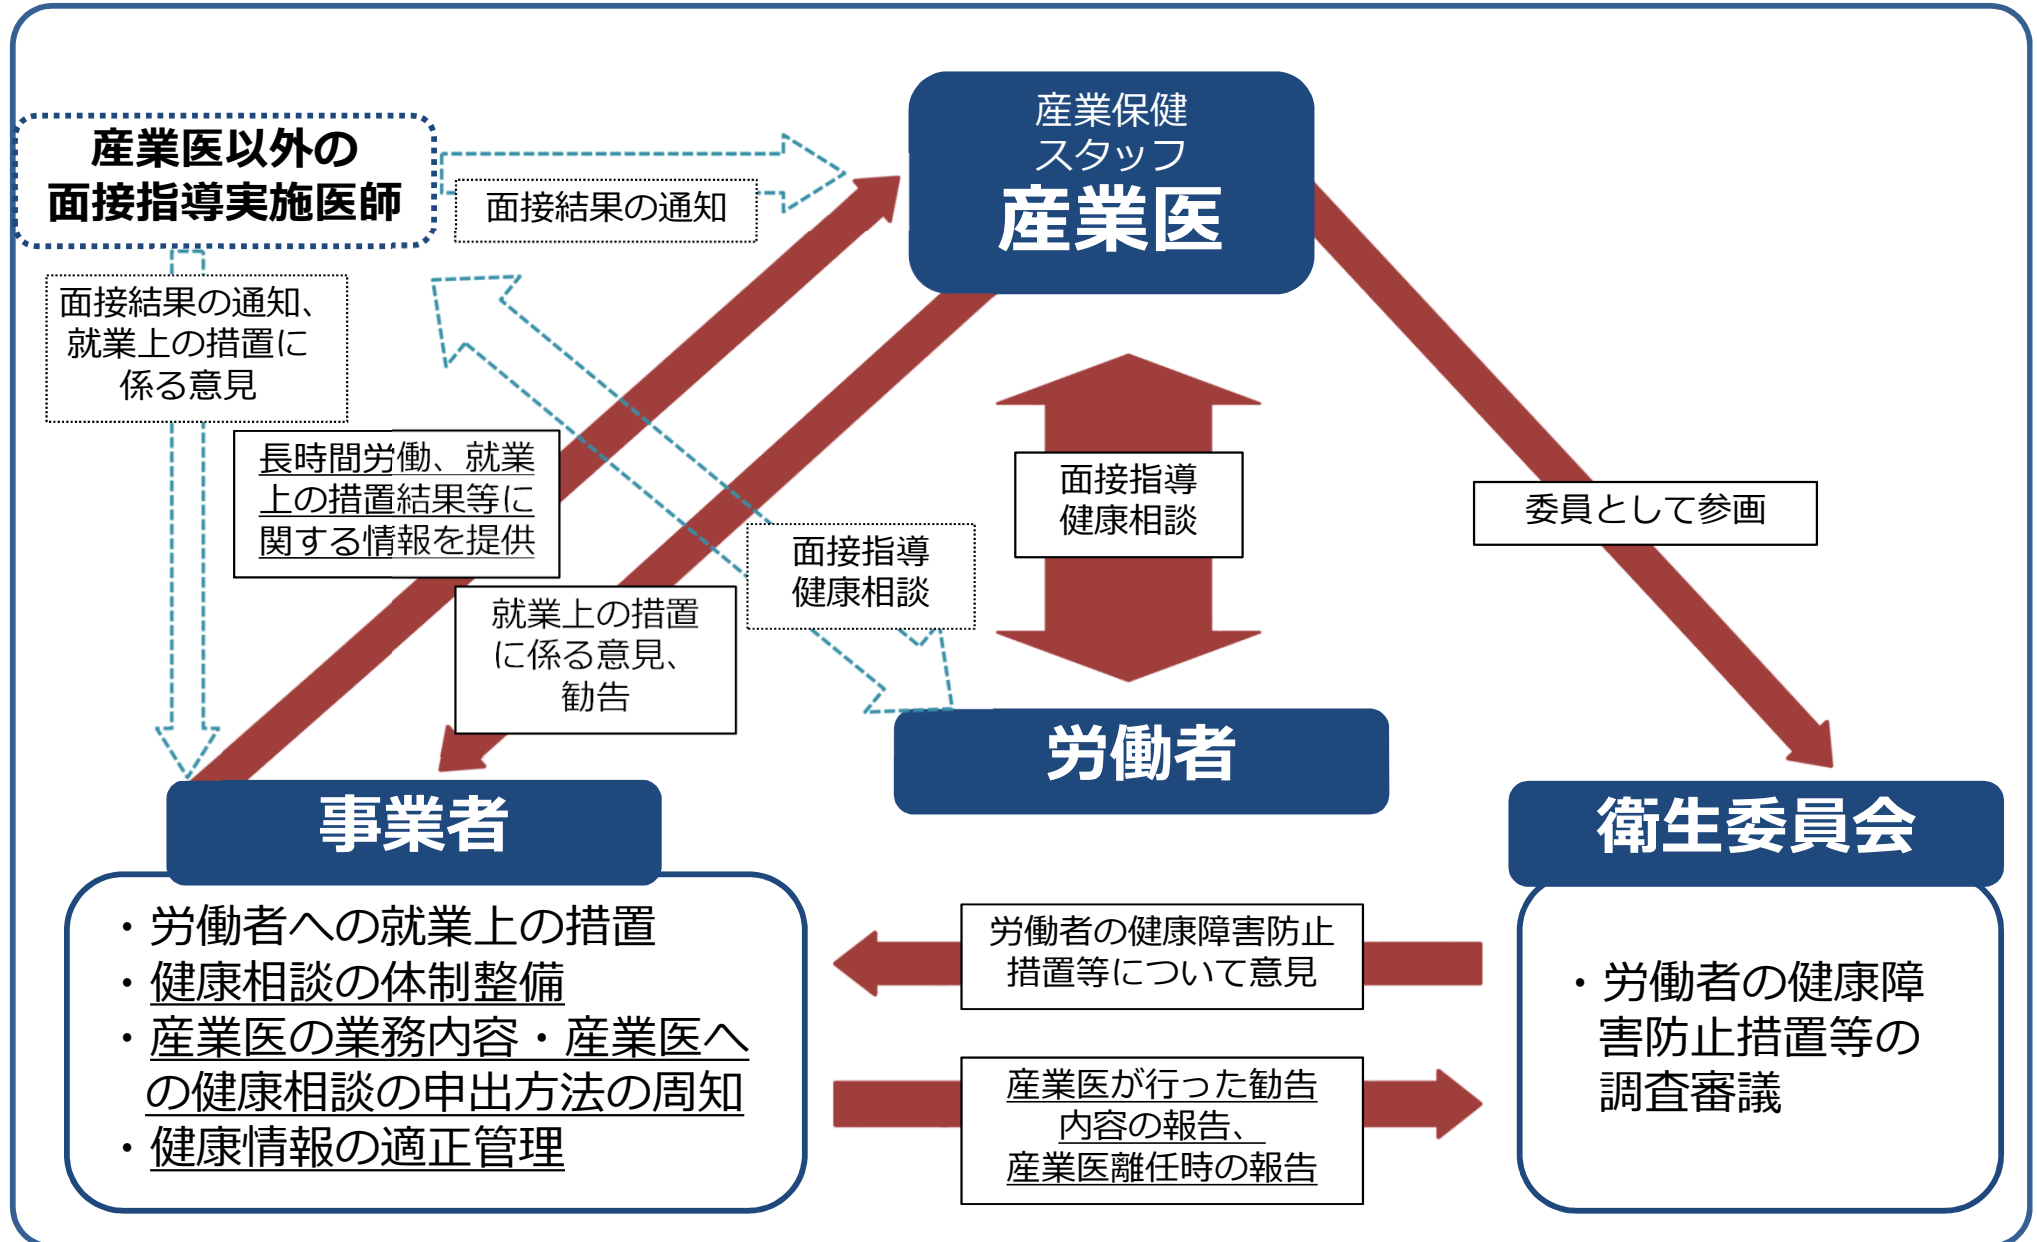 産業保健
スタッフ
産業医
産業医以外の
面接指導実施医師
面接結果の通知
面接結果の通知、
就業上の措置に
係る意見
長時間労働、就業
上の措置結果等に
関する情報を提供
就業上の措置
に係る意見、
勧告
面接指導
健康相談
面接指導
健康相談
委員として参画
労働者
事業者
・労働者への就業上の措置
・健康相談の体制整備
・産業医の業務内容・産業医へ
の健康相談の申出方法の周知
・健康情報の適正管理
労働者の健康障害防止
措置等について意見
産業医が行った勧告
内容の報告、
産業医離任時の報告
衛生委員会
・労働者の健康障
害防止措置等の
調査審議